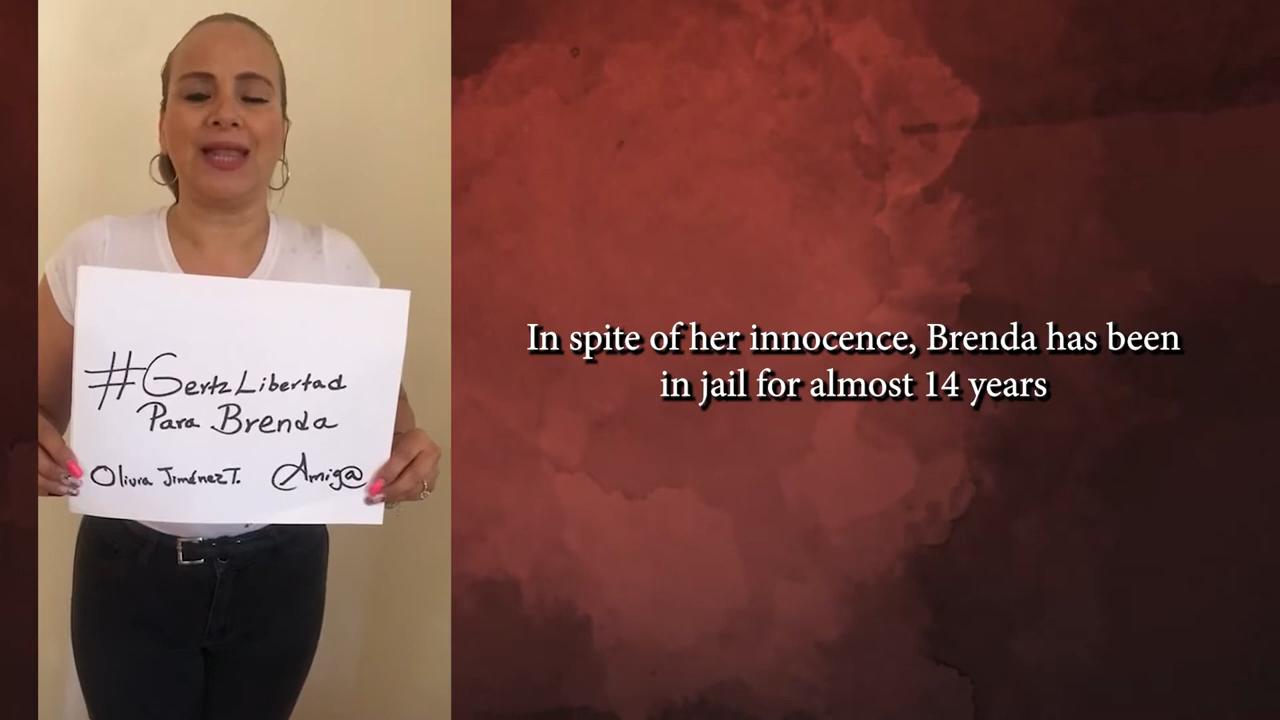 #GertzLibertad
Para Brenda
Olivia Jiménez T. Amig@
In spite of her innocence, Brenda has been
in jail for almost 14 years